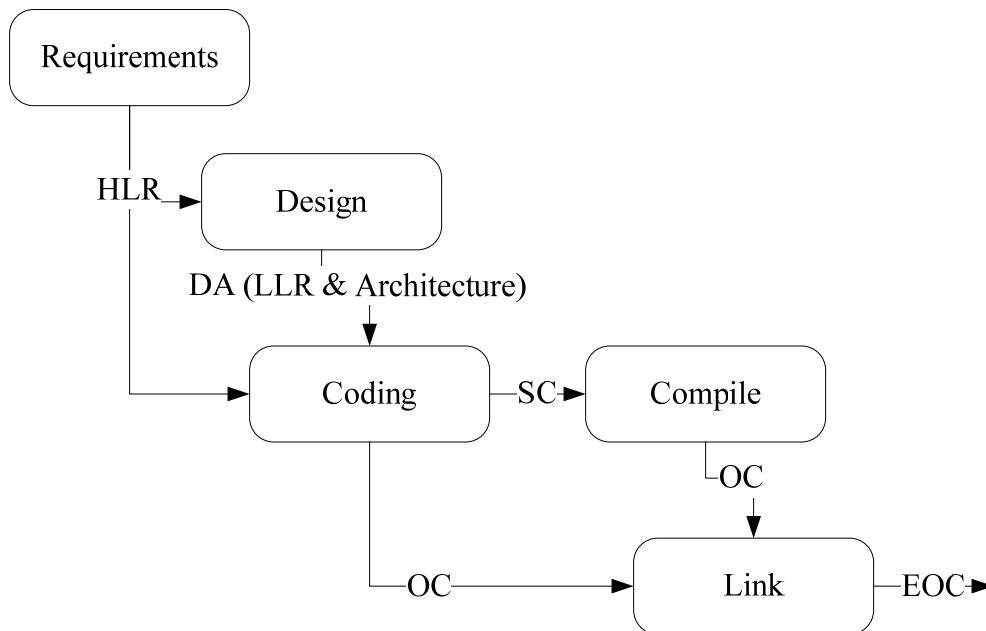 Requirements
HLR
Design
DA (LLR & Architecture)
Coding
SC
Compile
OC
OC
Link
EOC